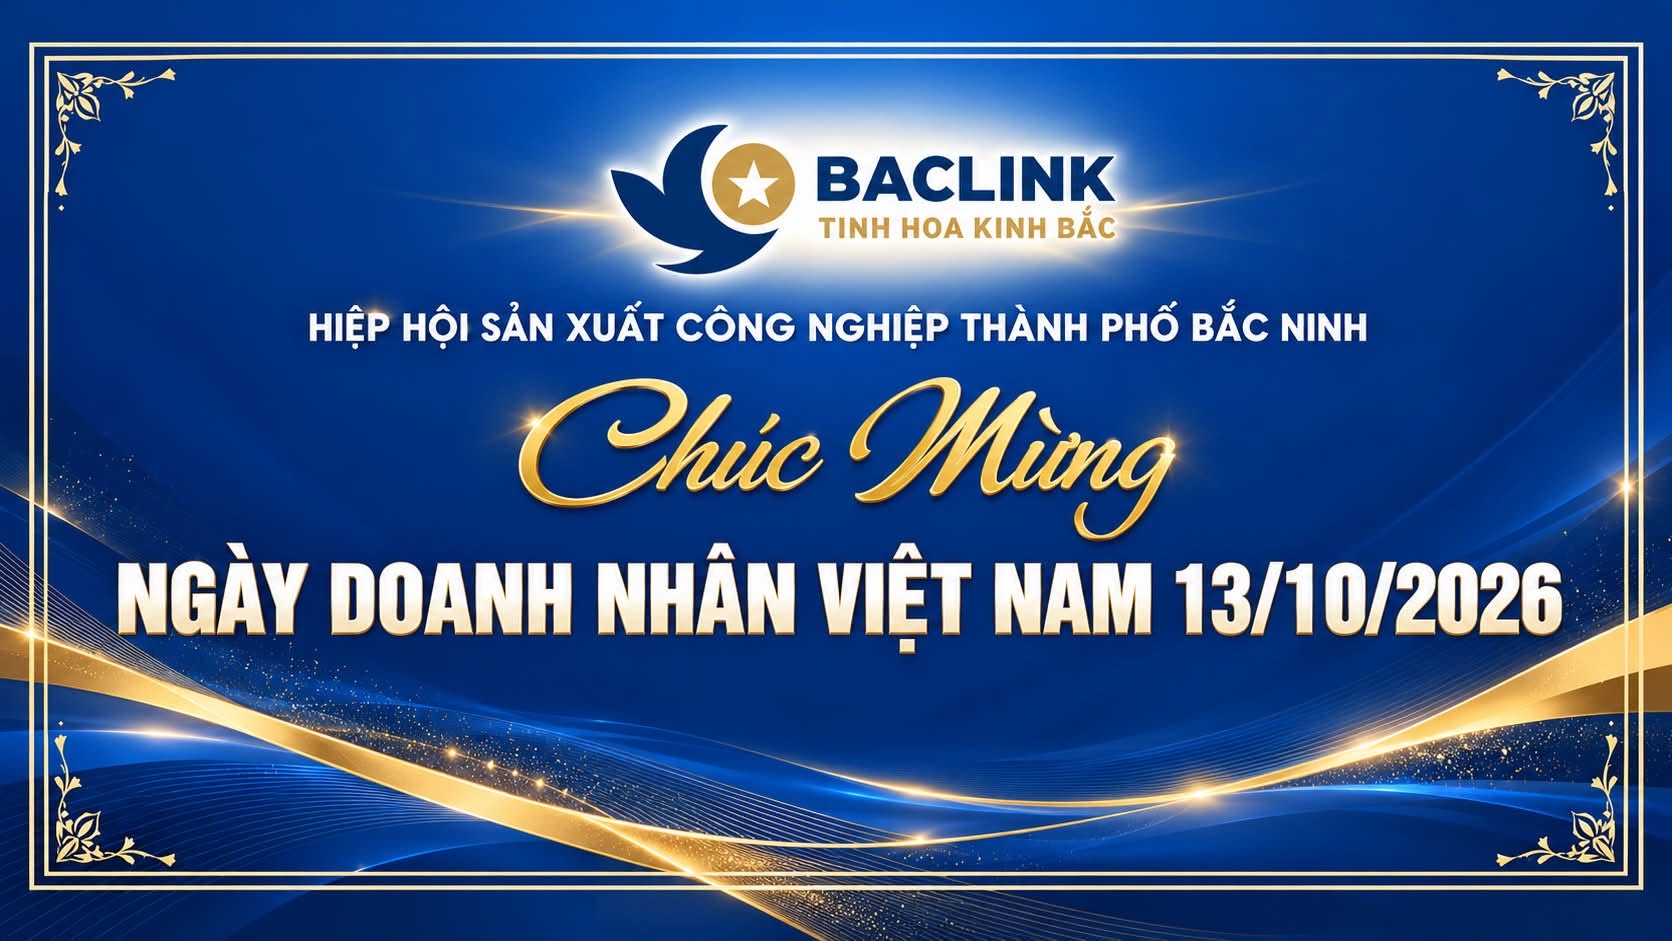 BACLINK
TINH HOA KINH BẮC
HIỆP HỘI SẢN XUẤT CÔNG NGHIỆP THÀNH PHỐ BẮC NINH
Chúc Mừng
NGÀY DOANH NHÂN VIỆT NAM 13/10/2026